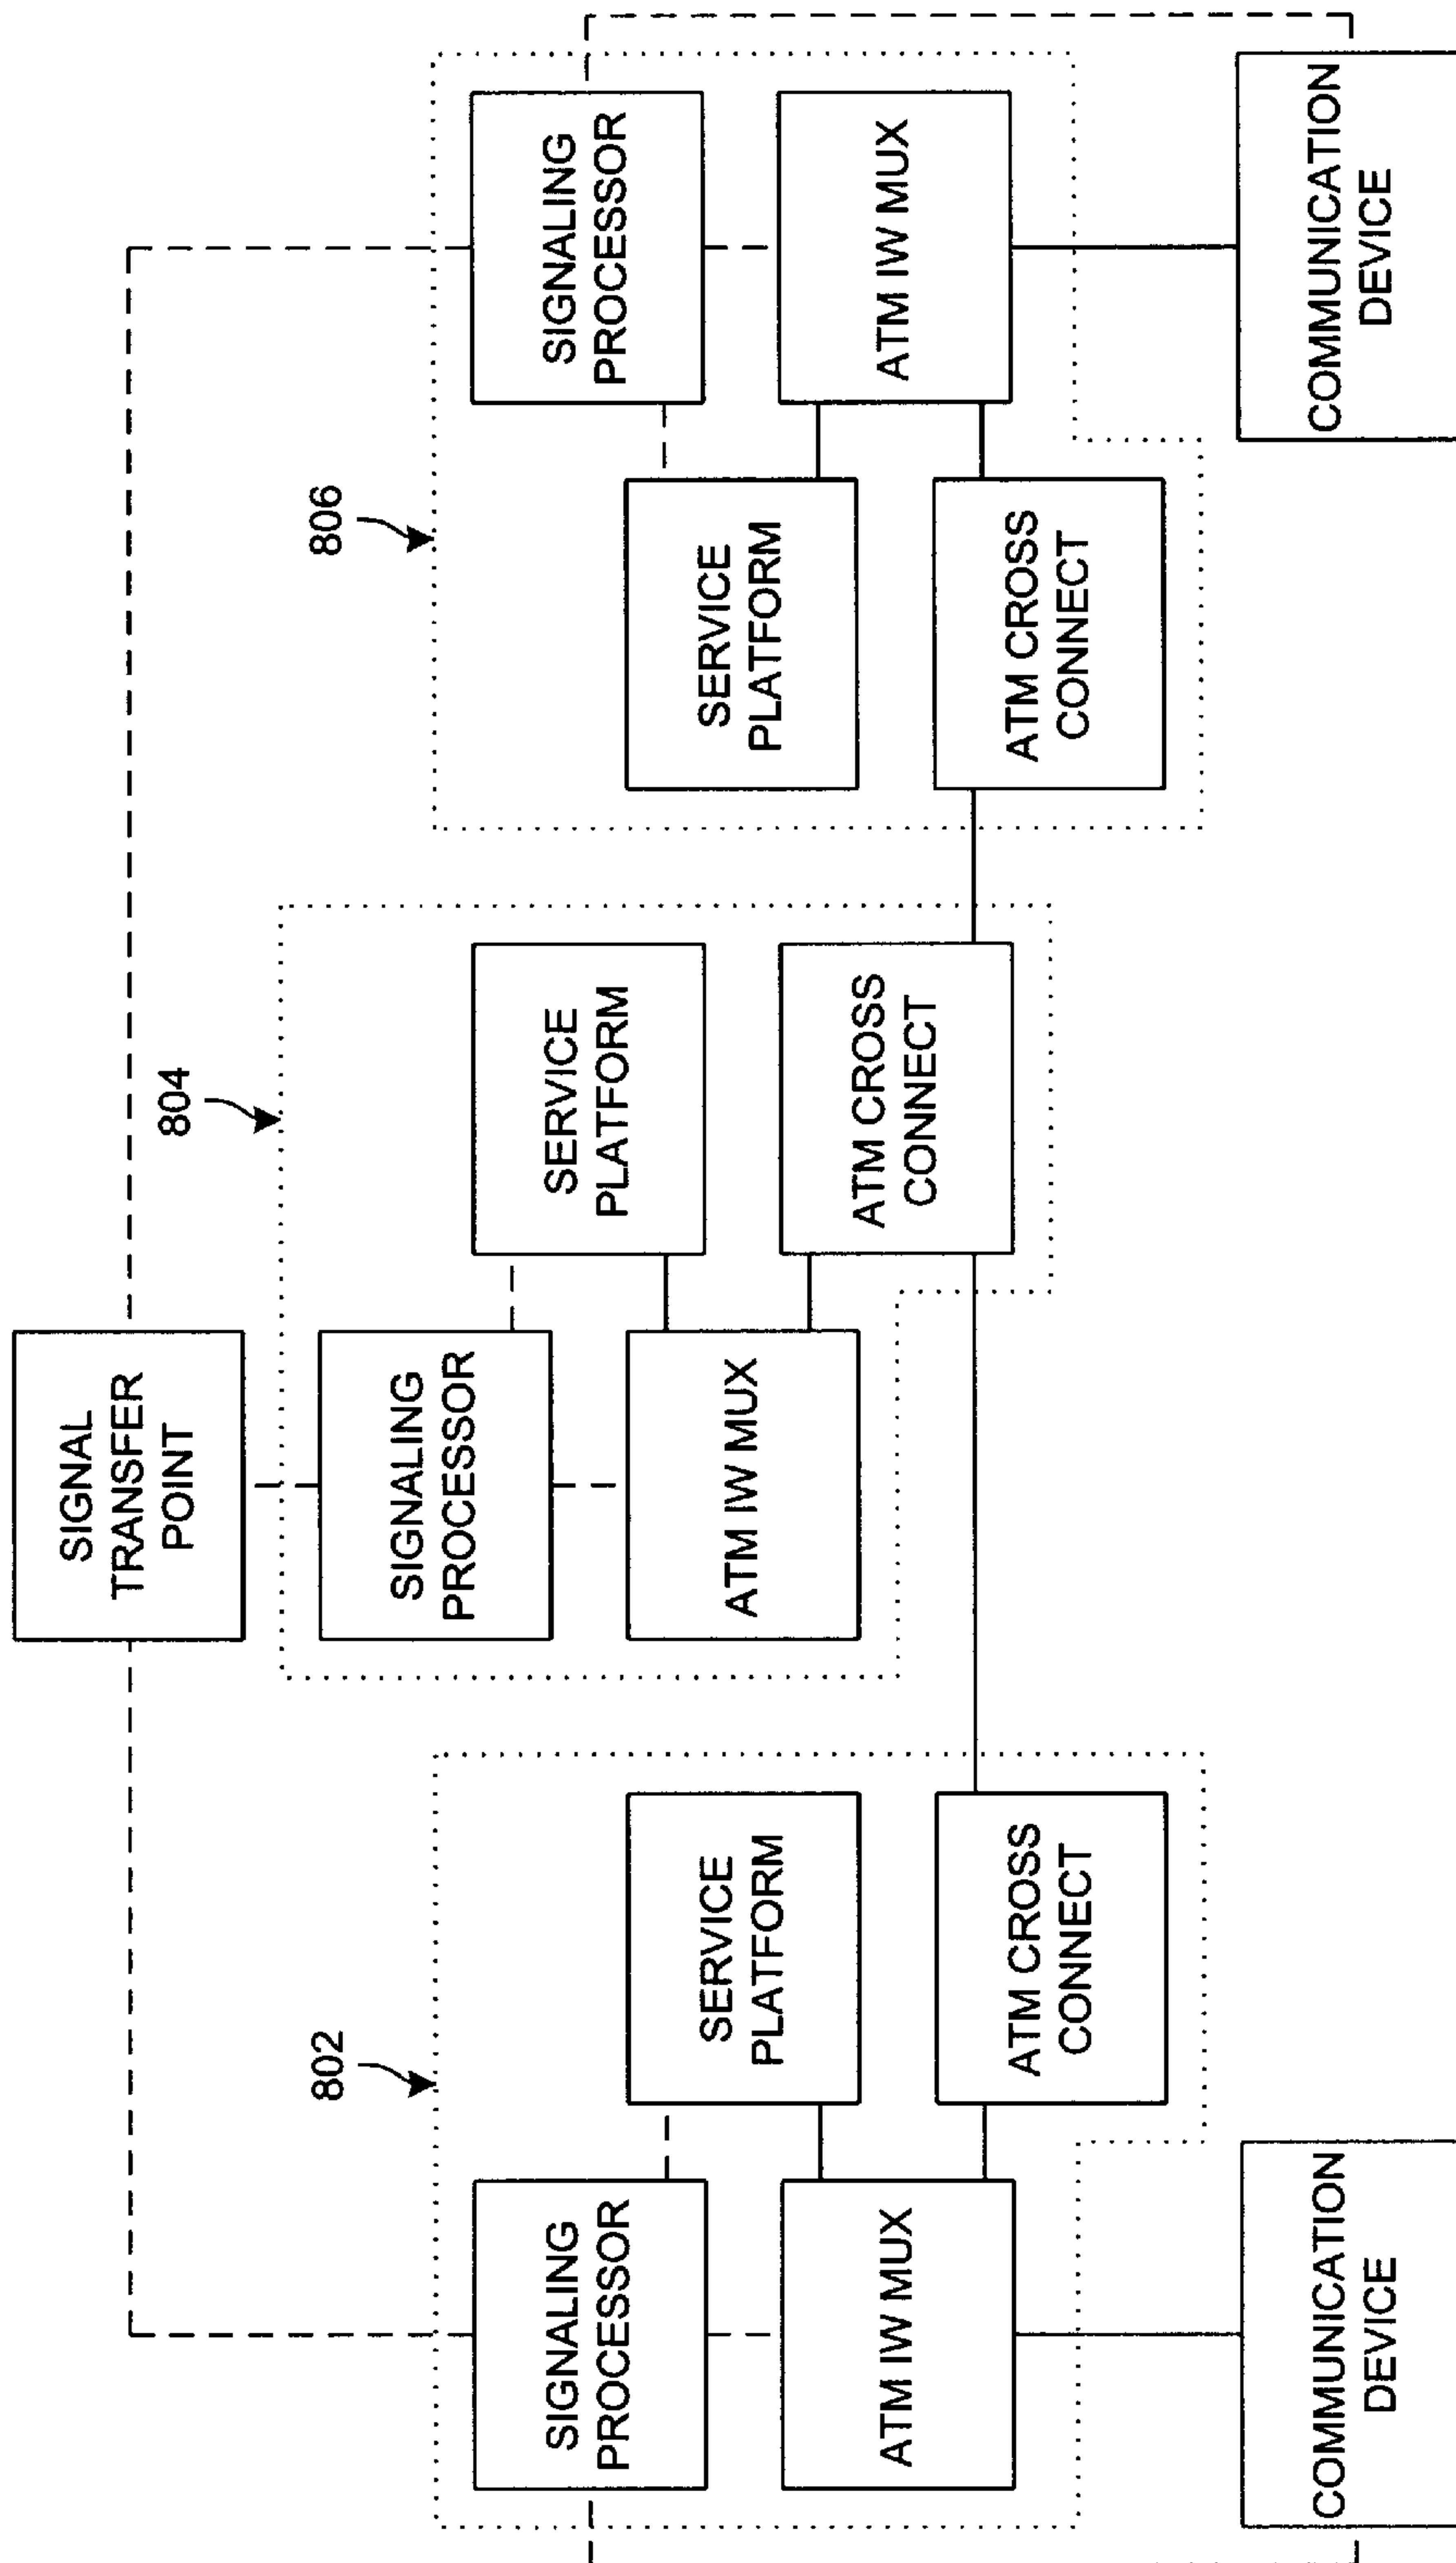 SIGNAL
TRANSFER
POINT
802
SIGNALING
PROCESSOR
SERVICE
PLATFORM
ATM IW MUX
ATM CROSS
CONNECT
COMMUNICATION
DEVICE
804
SIGNALING
PROCESSOR
SERVICE
PLATFORM
ATM IW MUX
ATM CROSS
CONNECT
806
SERVICE
PLATFORM
SIGNALING
PROCESSOR
ATM CROSS
CONNECT
ATM IW MUX
COMMUNICATION
DEVICE